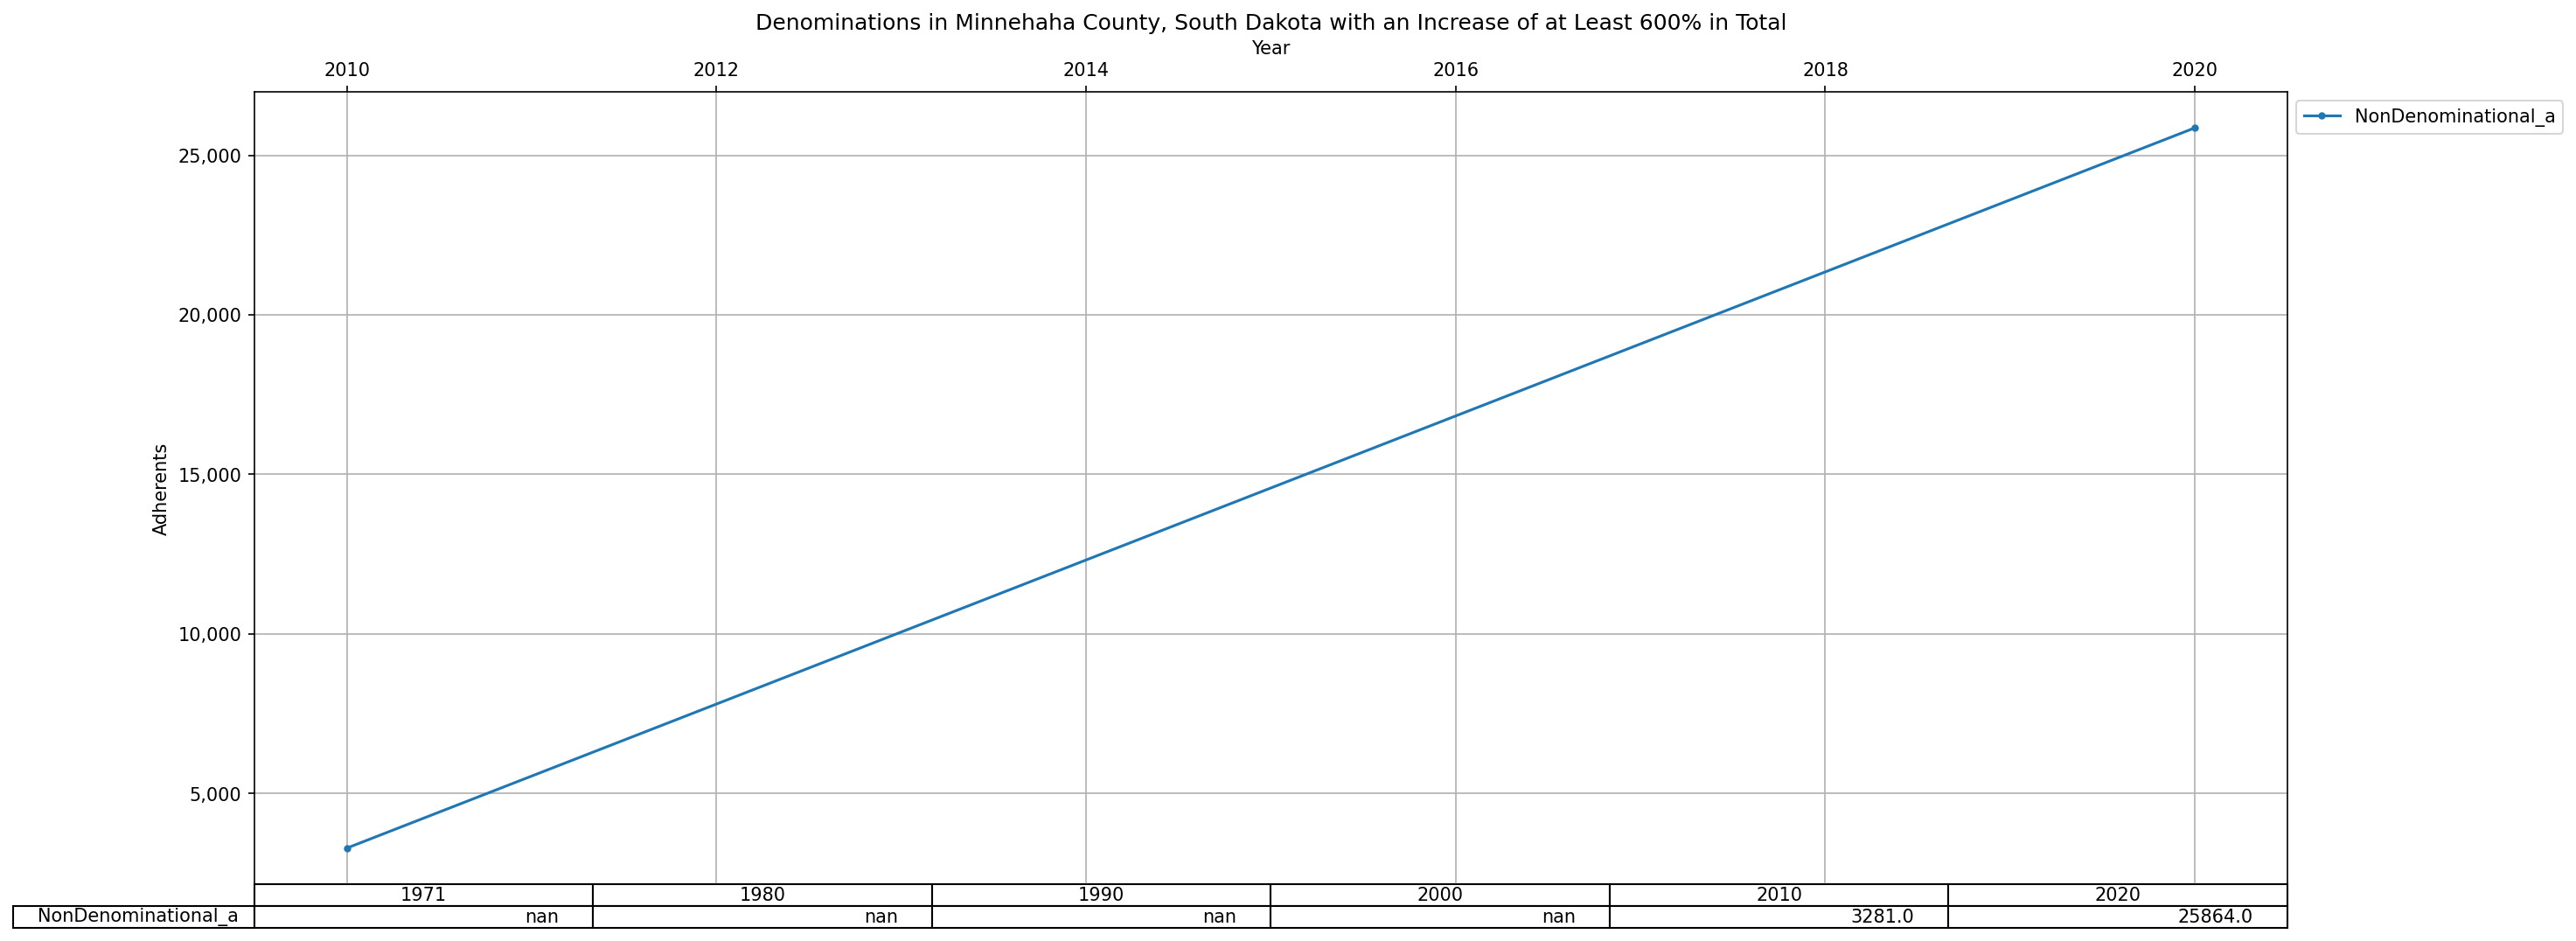 Denominations in Minnehaha County, South Dakota with an Increase of at Least 600% in Total
Year
2010 2012 2014 2016 2018 2020
NonDenominational_a
25,000
20,000
15,000
10,000
5,000
Adherents
1971 1980 1990 2000 2010 2020
NonDenominational_a nan nan nan nan 3281.0 25864.0